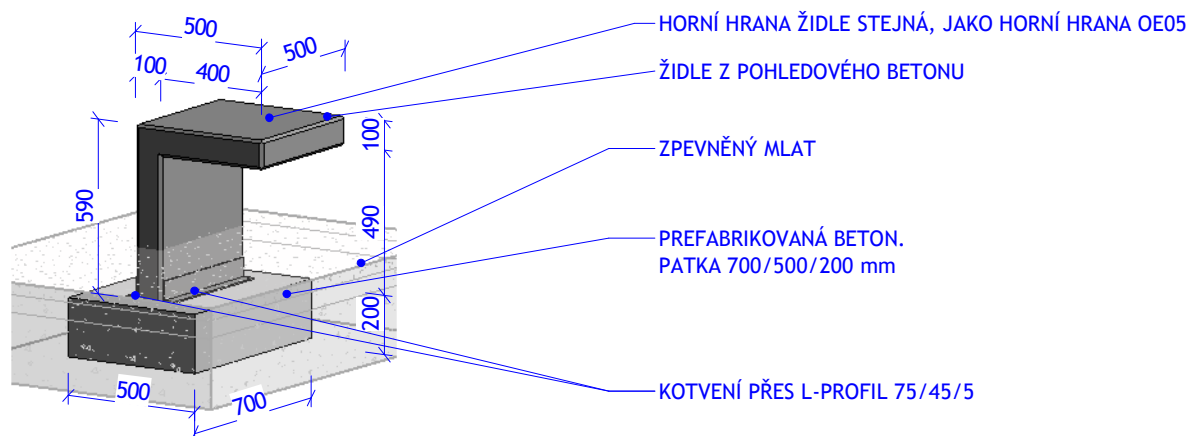 500
500
100
400
HORNÍ HRANA ŽIDLE STEJNÁ, JAKO HORNÍ HRANA OE05
ŽIDLE Z POHLEDOVÉHO BETONU
100
ZPEVNĚNÝ MLAT
590
490
PREFABRIKOVANÁ BETON.
PATKA 700/500/200 mm
200
500
700
KOTVENÍ PŘES L-PROFIL 75/45/5